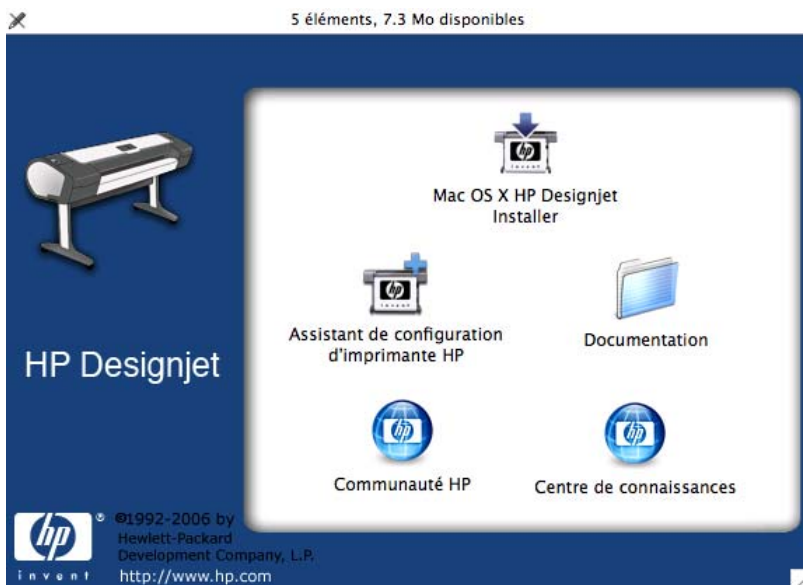 5 éléments, 7.3 Mo disponibles
Mac OS X HP Designjet
Installer
Assistant de configuration
d'imprimante HP
Documentation
HP Designjet
Communauté HP
Centre de connaissances
hp
®
invent
©1992-2006 by
Hewlett-Packard
Development Company, L.P.
http://www.hp.com